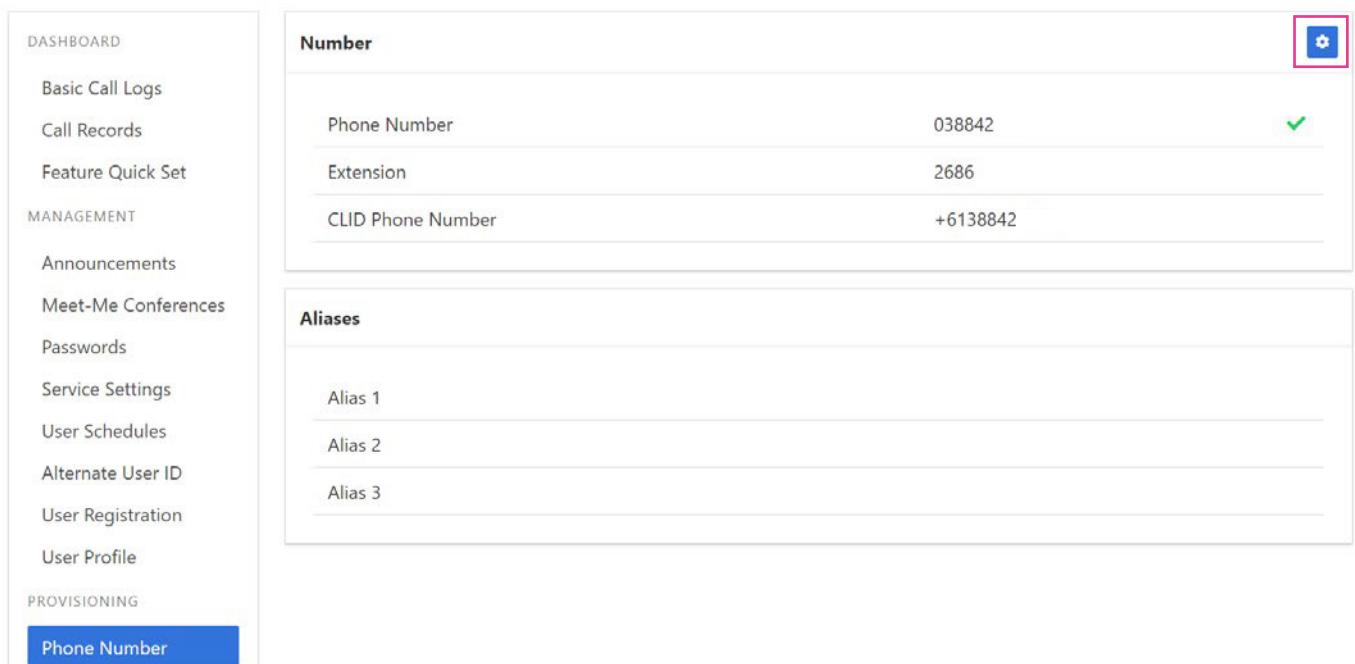 DASHBOARD
Basic Call Logs
Call Records
Feature Quick Set
MANAGEMENT
Announcements
Meet-Me Conferences
Passwords
Service Settings
User Schedules
Alternate User ID
User Registration
User Profile
PROVISIONING
Phone Number
Number
Phone Number 038842
Extension 2686
CLID Phone Number +6138842
Aliases
Alias 1
Alias 2
Alias 3